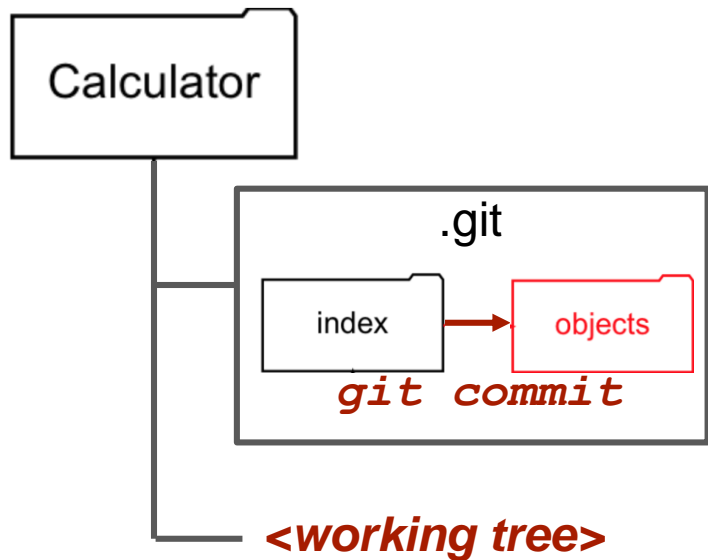 Calculator
.git
index
objects
git commit
<working tree>